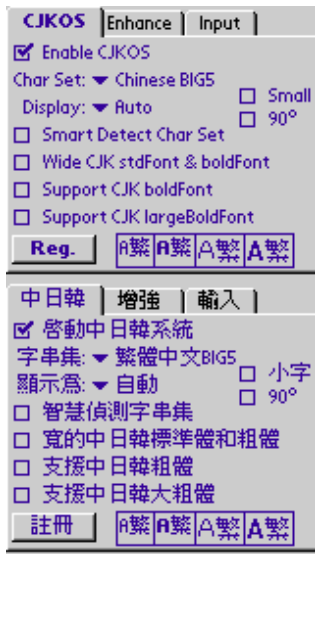 CJKOS Enhance Input
Enable CJKOS
Char Set: Chinese BIG5
Display: Auto
Small
90°
Smart Detect Char Set
Wide CJK stdFont & boldFont
Support CJK boldFont
Support CJK largeBoldFont
Reg. A繁 A繁 A繁 A繁
中日韓 增強 輸入
啓動中日韓系統
字串集: 繁體中文BIG5
顯示為: 自動
小字
90°
智慧偵測字串集
寬的中日韓標準體和粗體
支援中日韓粗體
支援中日韓大粗體
註冊 A繁 A繁 A繁 A繁